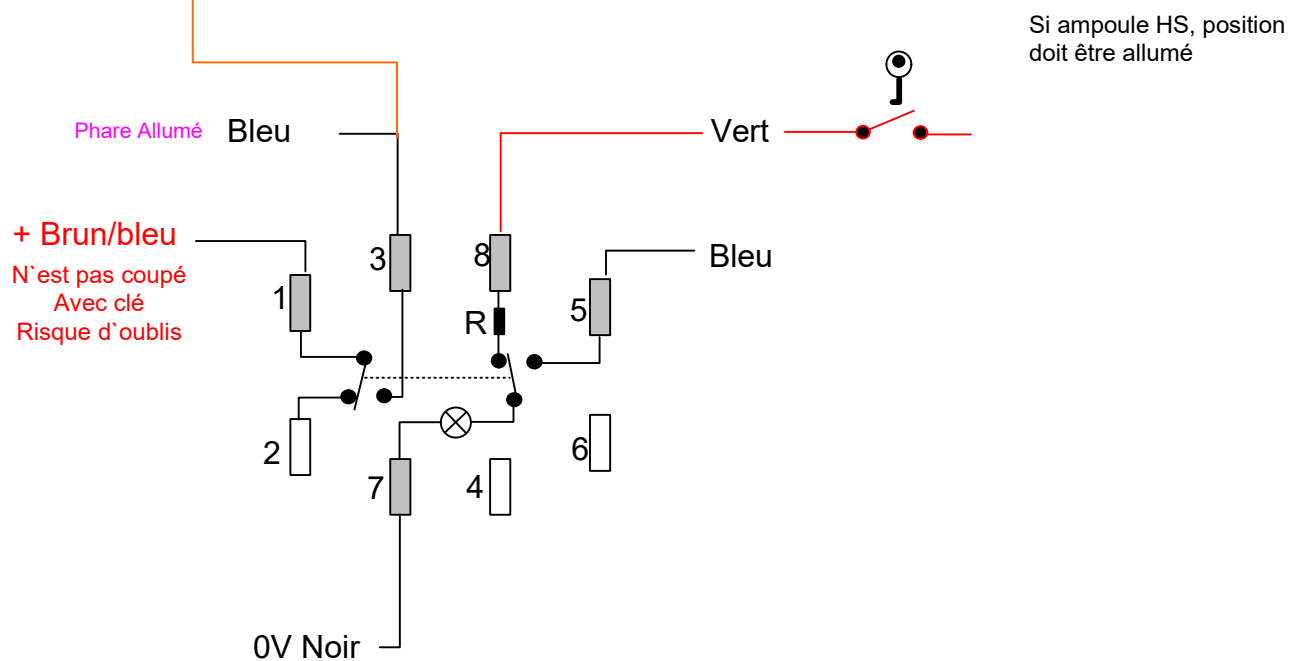 Si ampoule HS, position
doit être allumé
Phare Allumé Bleu
Vert
+ Brun/bleu
N`est pas coupé
Avec clé
Risque d`oublis
3
8
Bleu
1
5
R
2
6
7
4
0V Noir